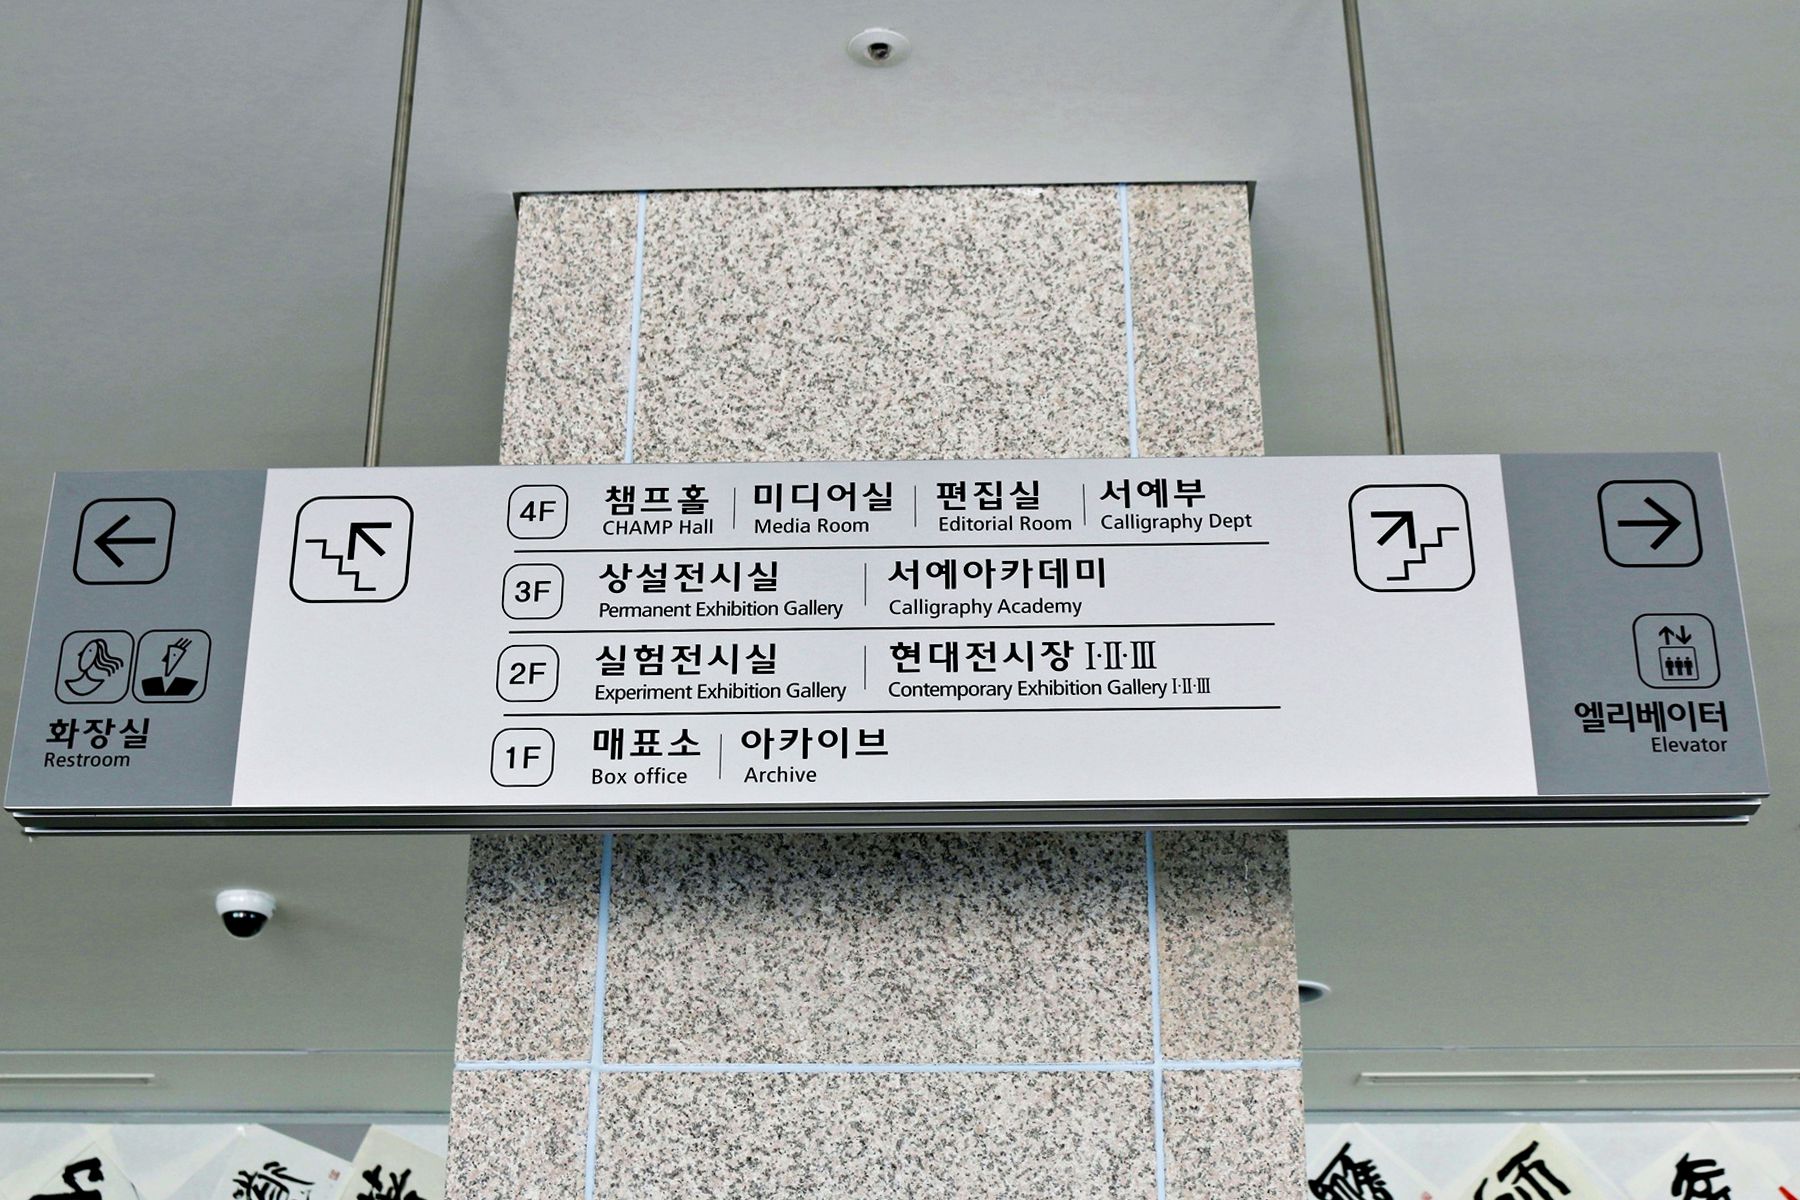 4F 챔프홀 미디어실 편집실 서예부
CHAMP Hall Media Room Editorial Room Calligraphy Dept
3F 상설전시실 서예아카데미
Permanent Exhibition Gallery Calligraphy Academy
2F 실험전시실 현대전시장 Ⅰ·Ⅱ·Ⅲ
Experiment Exhibition Gallery Contemporary Exhibition Gallery Ⅰ·Ⅱ·Ⅲ
1F 매표소 아카이브
Box office Archive
화장실
Restroom
엘리베이터
Elevator